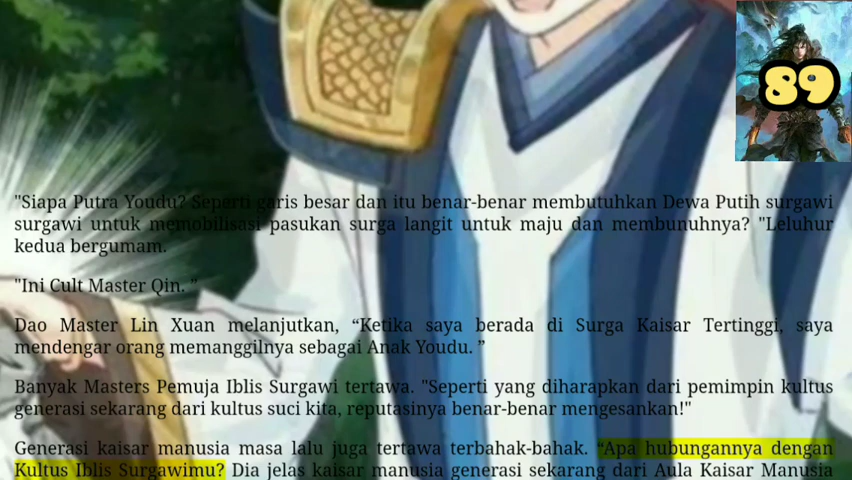 89
"Siapa Putra Youdu? Seperti garis besar dan itu benar-benar membutuhkan Dewa Putih surgawi
surgawi untuk memobilisasi pasukan surga langit untuk maju dan membunuhnya? "Leluhur
kedua bergumam.
"Ini Cult Master Qin. "
Dao Master Lin Xuan melanjutkan, “Ketika saya berada di Surga Kaisar Tertinggi, saya
mendengar orang memanggilnya sebagai Anak Youdu. ”
Banyak Masters Pemuja Iblis Surgawi tertawa. "Seperti yang diharapkan dari pemimpin kultus
generasi sekarang dari kultus suci kita, reputasinya benar-benar mengesankan!"
Generasi kaisar manusia masa lalu juga tertawa terbahak-bahak. “Apa hubungannya dengan
Kultus Iblis Surgawimu? Dia jelas kaisar manusia generasi sekarang dari Aula Kaisar Manusia